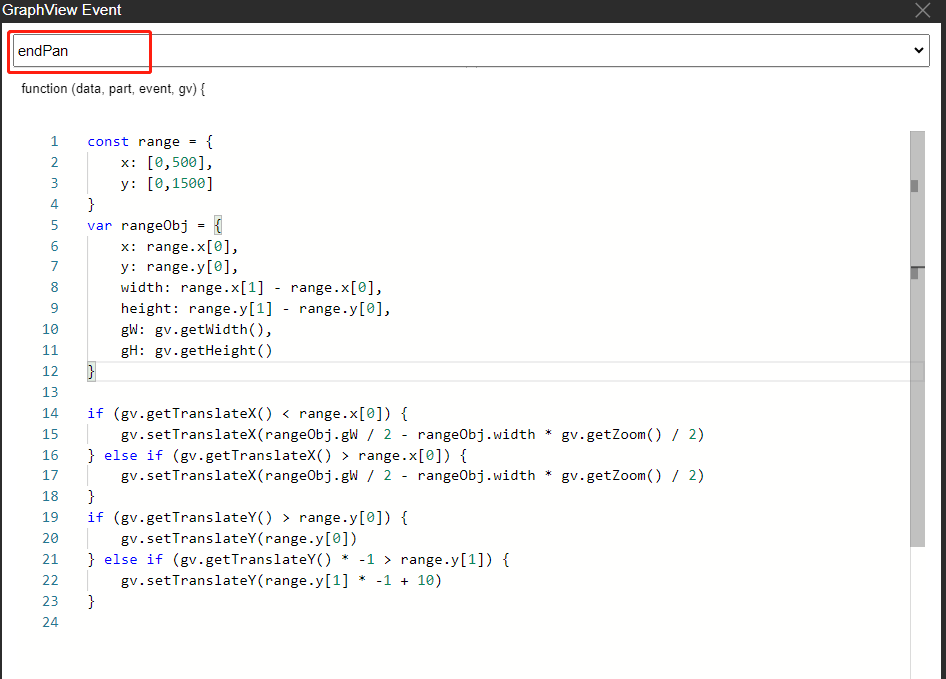 GraphView Event
endPan
function (data, part, event, gv) {
1 const range = {
2     x: [0,500],
3     y: [0,1500]
4 }
5 var rangeObj = {
6     x: range.x[0],
7     y: range.y[0],
8     width: range.x[1] - range.x[0],
9     height: range.y[1] - range.y[0],
10     gW: gv.getWidth(),
11     gH: gv.getHeight()
12 }
13
14 if (gv.getTranslateX() < range.x[0]) {
15     gv.setTranslateX(rangeObj.gW / 2 - rangeObj.width * gv.getZoom() / 2)
16 } else if (gv.getTranslateX() > range.x[0]) {
17     gv.setTranslateX(rangeObj.gW / 2 - rangeObj.width * gv.getZoom() / 2)
18 }
19 if (gv.getTranslateY() > range.y[0]) {
20     gv.setTranslateY(range.y[0])
21 } else if (gv.getTranslateY() * -1 > range.y[1]) {
22     gv.setTranslateY(range.y[1] * -1 + 10)
23 }
24